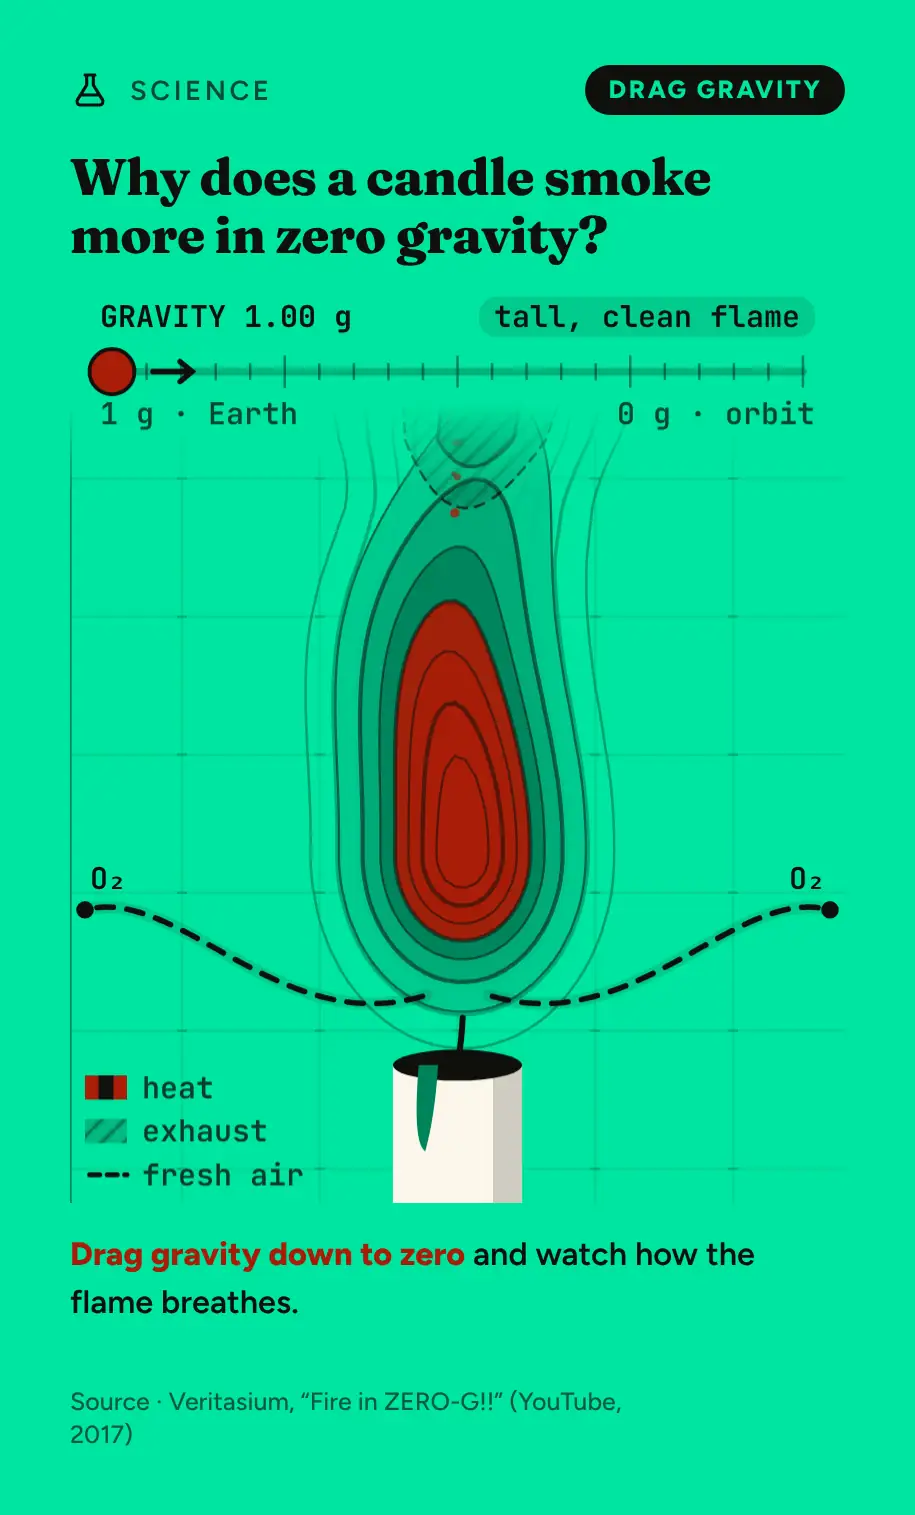 SCIENCE
DRAG GRAVITY
Why does a candle smoke
more in zero gravity?
GRAVITY 1.00 g
tall, clean flame
1 g · Earth
0 g · orbit
O₂
O₂
heat
exhaust
fresh air
Drag gravity down to zero and watch how the
flame breathes.
Source · Veritasium, “Fire in ZERO-G!!” (YouTube,
2017)